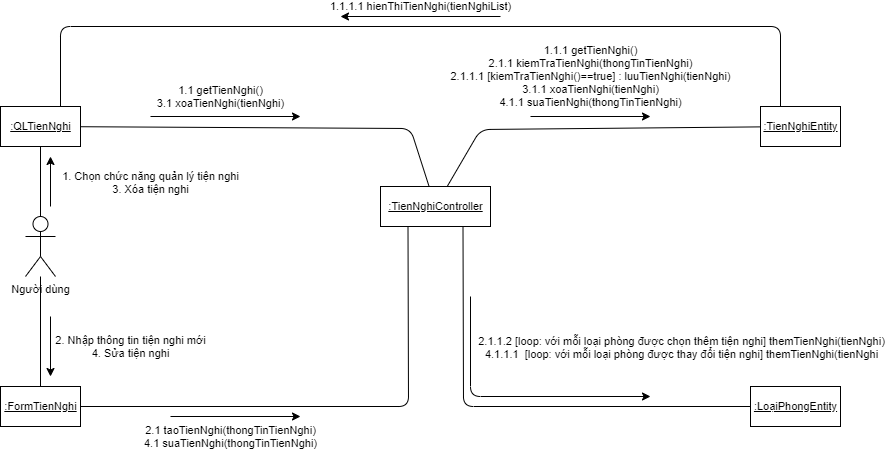 1.1.1.1 hienThiTienNghi(tienNghiList)
1.1.1 getTienNghi()
2.1.1 kiemTraTienNghi(thongTinTienNghi)
2.1.1.1 [kiemTraTienNghi()==true] : luuTienNghi(tienNghi)
3.1.1 xoaTienNghi(tienNghi)
4.1.1 suaTienNghi(thongTinTienNghi)
1.1 getTienNghi()
3.1 xoaTienNghi(tienNghi)
:QLTienNghi
:TienNghiEntity
1. Chọn chức năng quản lý tiện nghi
3. Xóa tiện nghi
:TienNghiController
Người dùng
2. Nhập thông tin tiện nghi mới
4. Sửa tiện nghi
2.1.1.2 [loop: với mỗi loại phòng được chọn thêm tiện nghi] themTienNghi(tienNghi)
4.1.1.1 [loop: với mỗi loại phòng được thay đổi tiện nghi] themTienNghi(tienNghi
:FormTienNghi
:LoạiPhongEntity
2.1 taoTienNghi(thongTinTienNghi)
4.1 suaTienNghi(thongTinTienNghi)